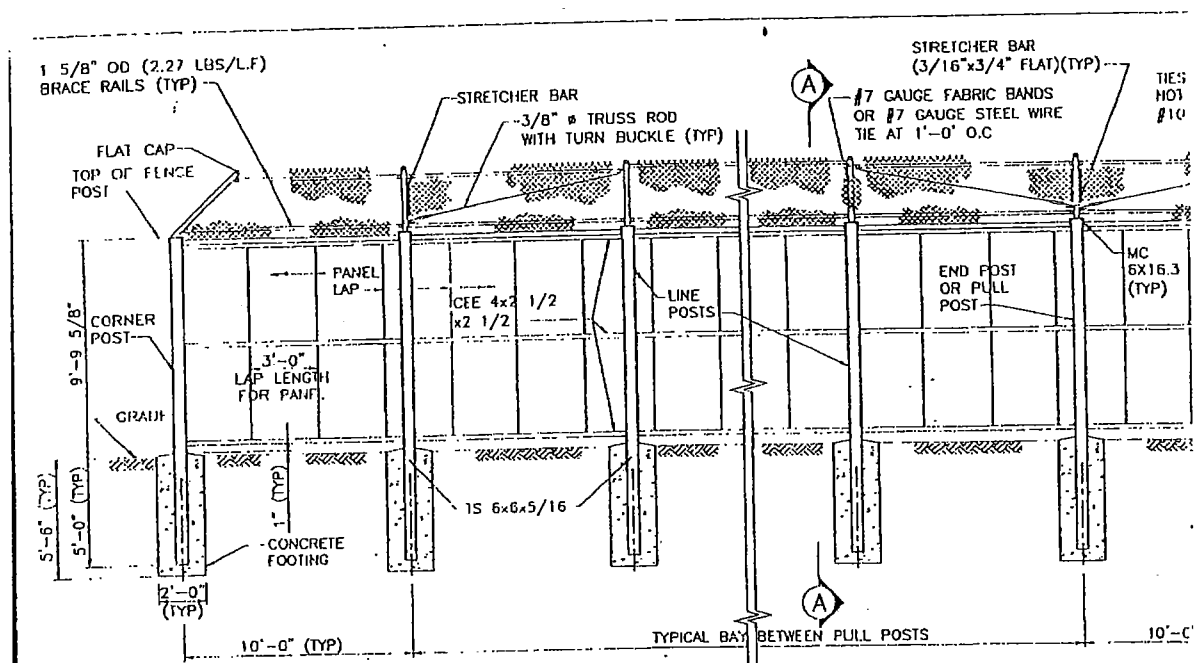 1 5/8" OD (2.27 LBS/L.F)
BRACE RAILS (TYP)
STRETCHER BAR
3/8" ø TRUSS ROD
WITH TURN BUCKLE (TYP)
STRETCHER BAR
(3/16"x3/4" FLAT)(TYP)
#7 GAUGE FABRIC BANDS
OR #7 GAUGE STEEL WIRE
TIE AT 1'-0" O.C
TIES
NOT
#10
A
FLAT CAP
TOP OF FENCE
POST
PANEL
LAP
CEE 4x2 1/2
x2 1/2
LINE
POSTS
END POST
OR PULL
POST
MC
6X16.3
(TYP)
9'-9 5/8"
CORNER
POST
3'-0"
LAP LENGTH
FOR PANEL
GRADE
5'-6" (TYP)
5'-0" (TYP)
1" (TYP)
TS 6x6x5/16
CONCRETE
FOOTING
2'-0"
(TYP)
A
10'-0" (TYP)
TYPICAL BAY BETWEEN PULL POSTS
10'-0"